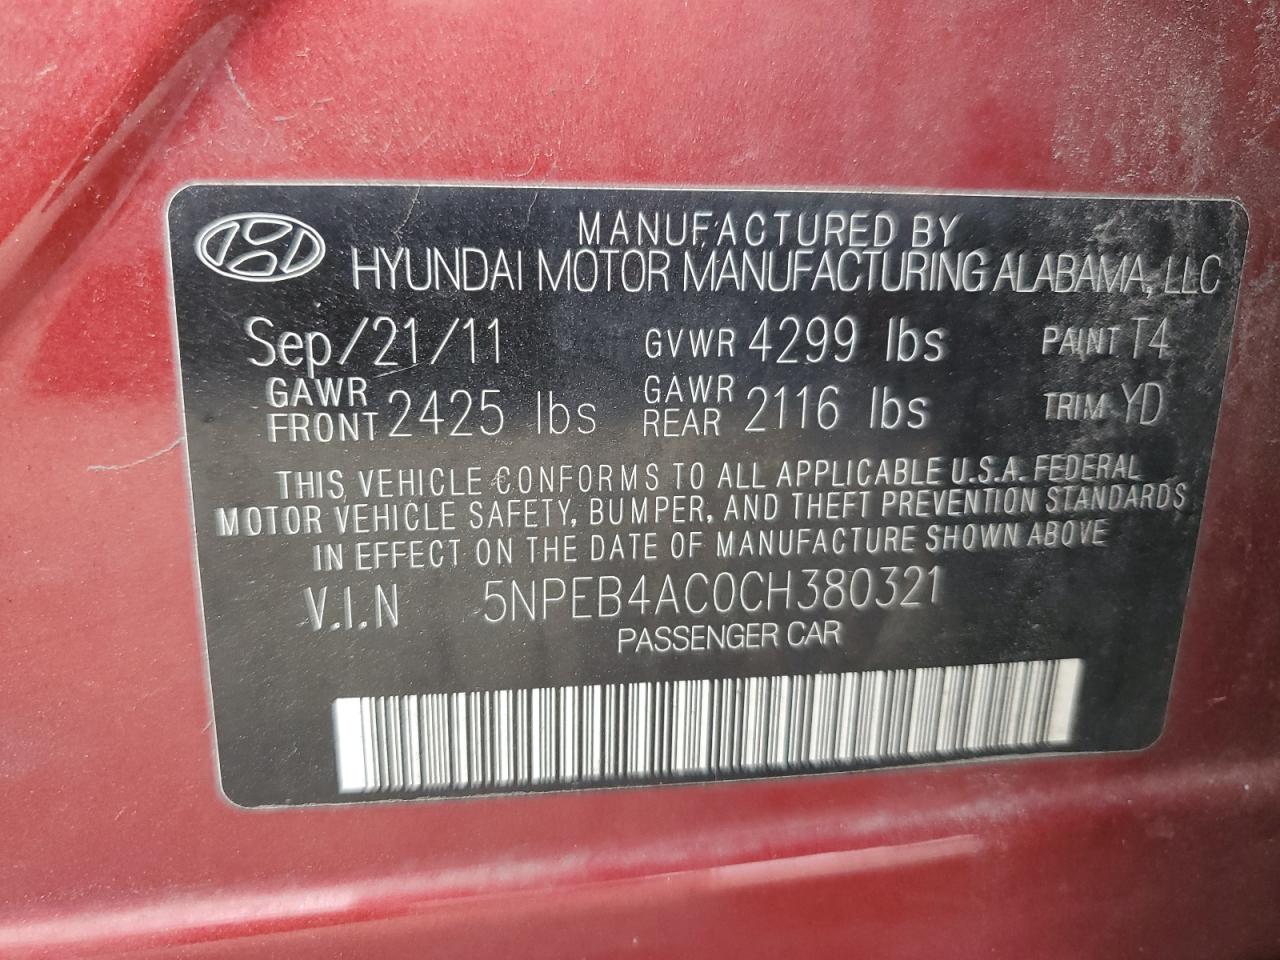 MANUFACTURED BY
HYUNDAI MOTOR MANUFACTURING ALABAMA, LLC
Sep/21/11 GVWR 4299 lbs PAINT T4
GAWR FRONT 2425 lbs GAWR REAR 2116 lbs TRIM YD
THIS VEHICLE CONFORMS TO ALL APPLICABLE U.S.A. FEDERAL
MOTOR VEHICLE SAFETY, BUMPER, AND THEFT PREVENTION STANDARDS
IN EFFECT ON THE DATE OF MANUFACTURE SHOWN ABOVE
V.I.N 5NPEB4AC0CH380321
PASSENGER CAR